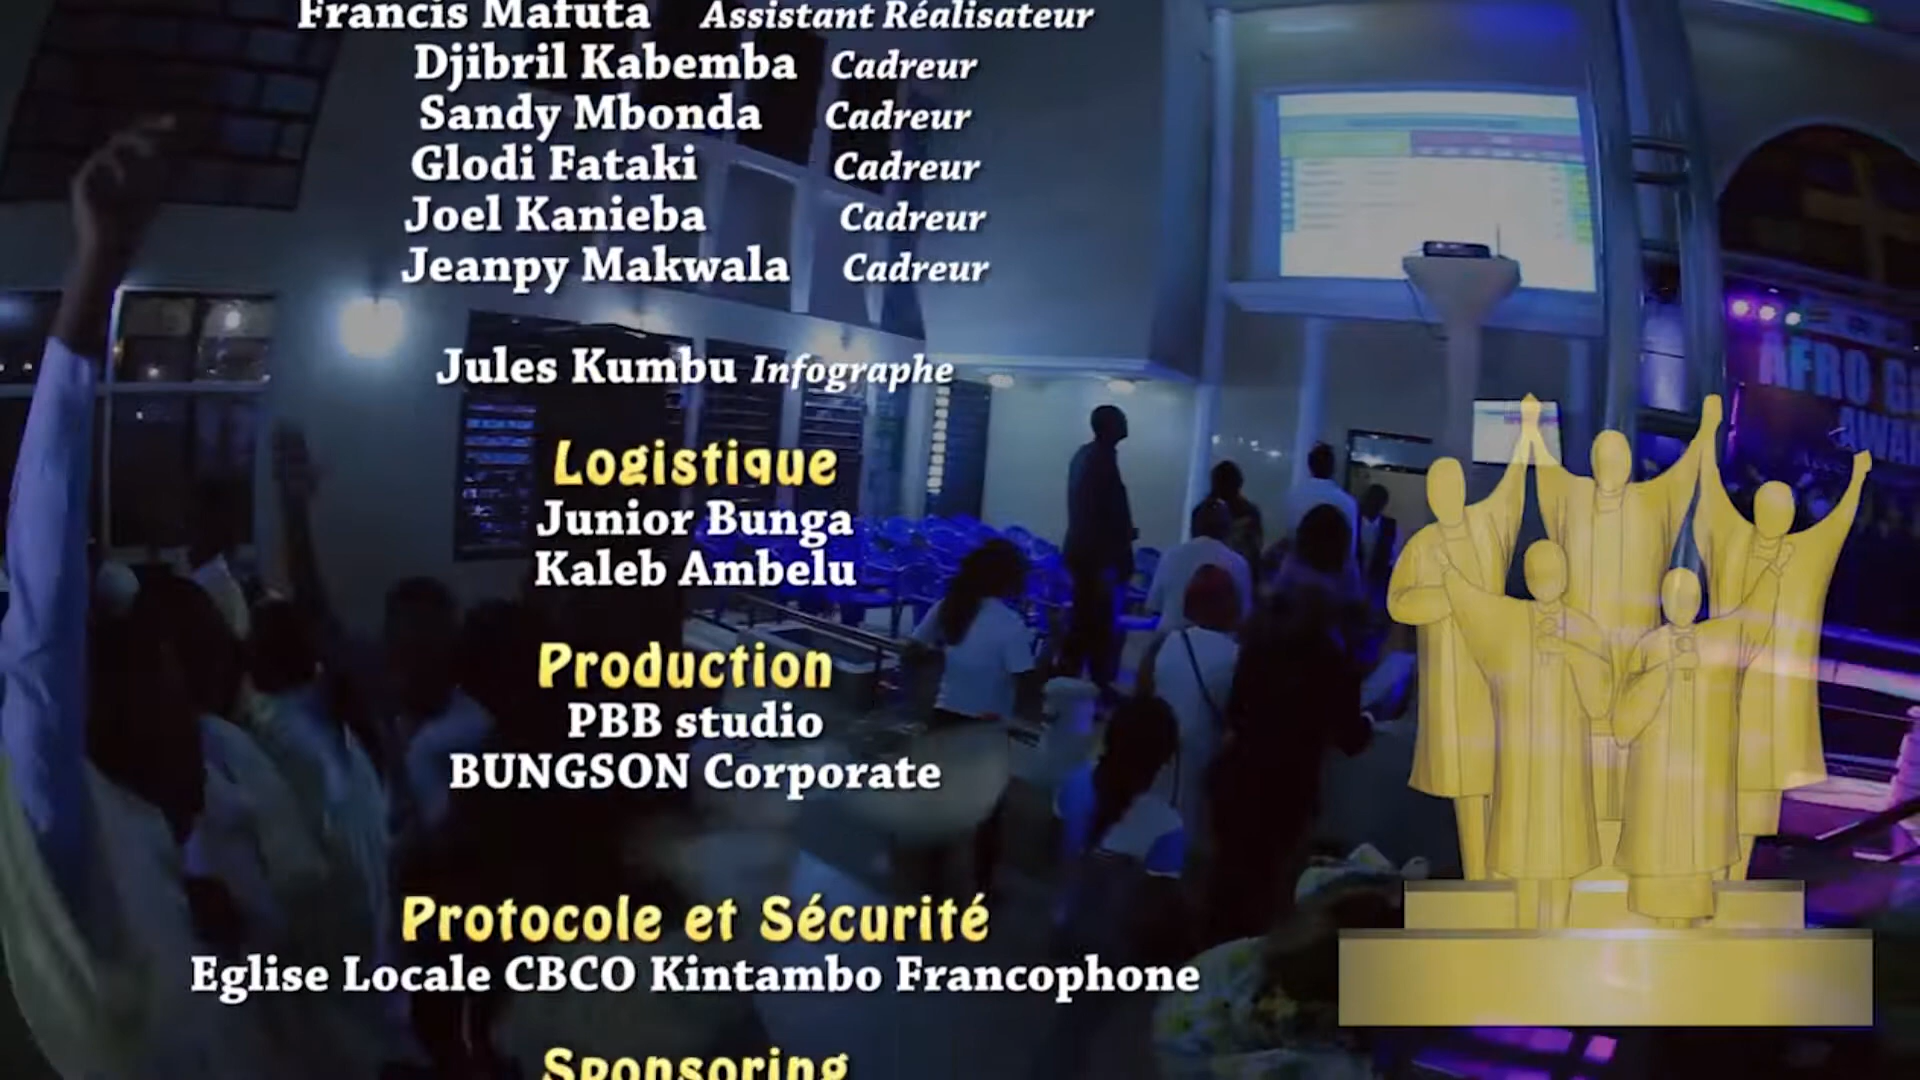 Francis Mafuta Assistant Réalisateur
Djibril Kabemba Cadreur
Sandy Mbonda Cadreur
Glodi Fataki Cadreur
Joel Kanieba Cadreur
Jeanpy Makwala Cadreur
Jules Kumbu Infographe
Logistique
Junior Bunga
Kaleb Ambelu
Production
PBB studio
BUNGSON Corporate
Protocole et Sécurité
Eglise Locale CBCO Kintambo Francophone
Sponsoring
AFRO